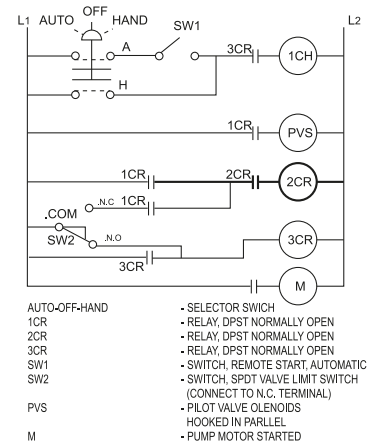 L1 AUTO OFF HAND L2
SW1
A 3CR 1CH
H
1CR PVS
1CR 2CR 2CR
.N.C 1CR
.COM
SW2 .N.O 3CR
3CR
M
AUTO-OFF-HAND - SELECTOR SWICH
1CR - RELAY, DPST NORMALLY OPEN
2CR - RELAY, DPST NORMALLY OPEN
3CR - RELAY, DPST NORMALLY OPEN
SW1 - SWITCH, REMOTE START, AUTOMATIC
SW2 - SWITCH, SPDT VALVE LIMIT SWITCH
(CONNECT TO N.C. TERMINAL)
PVS - PILOT VALVE OLENOIDS
HOOKED IN PARLLEL
M - PUMP MOTOR STARTED